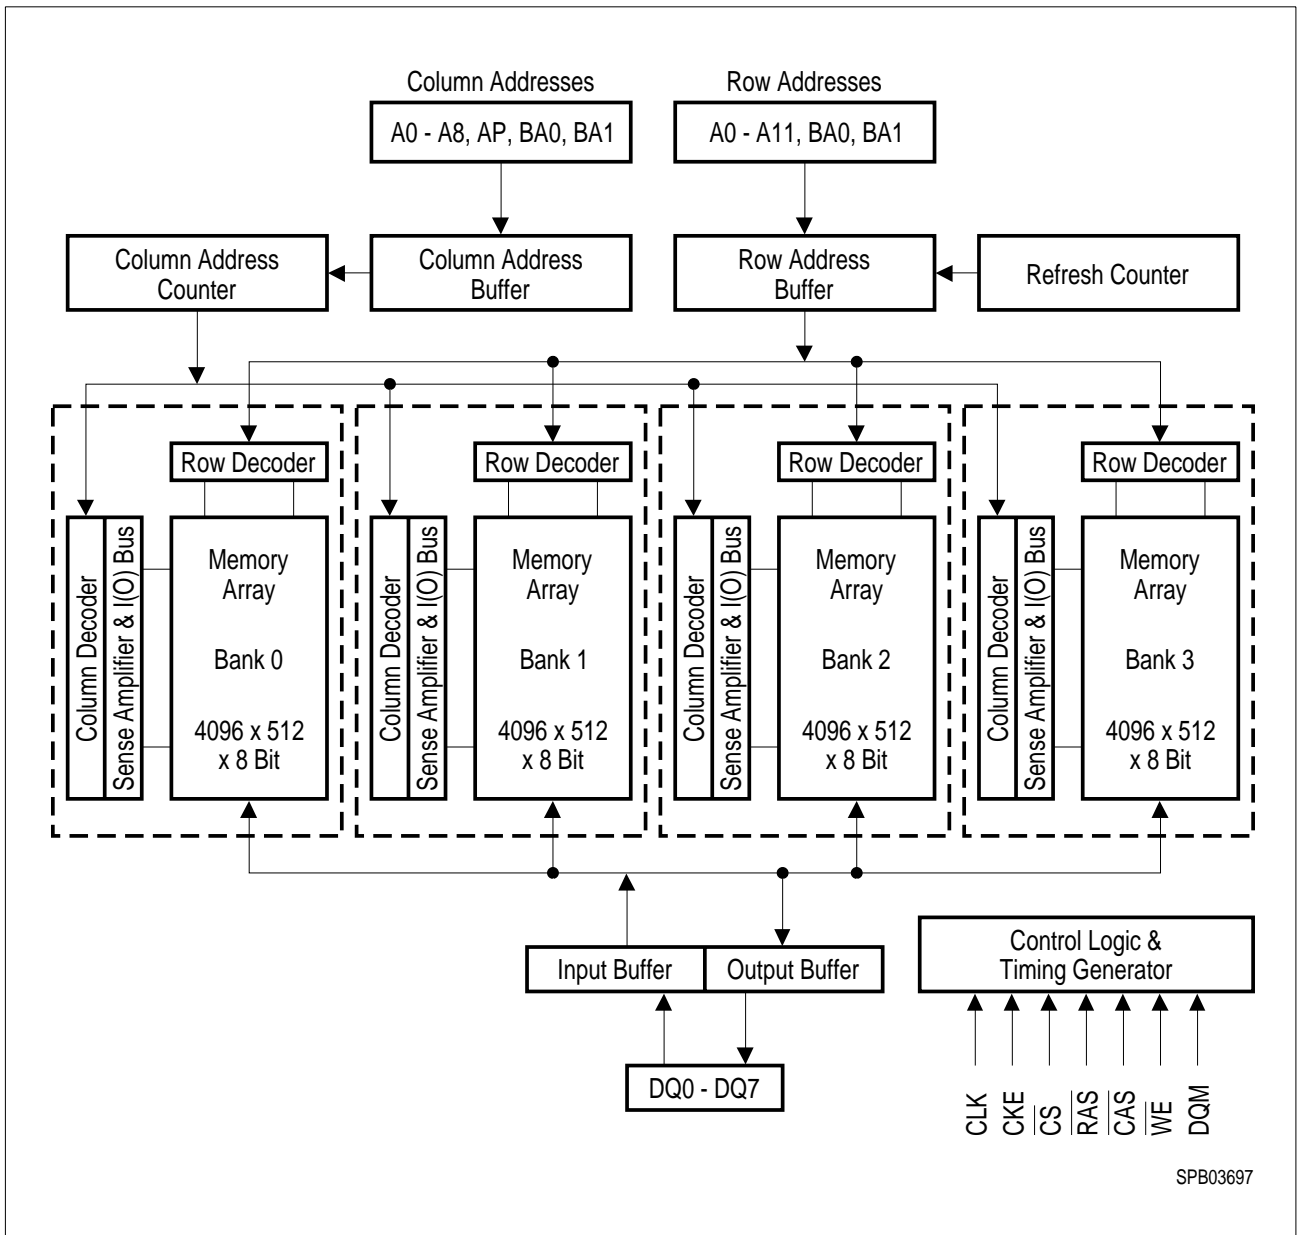 Column Addresses
Row Addresses
A0 - A8, AP, BA0, BA1
A0 - A11, BA0, BA1
Column Address
Counter
Column Address
Buffer
Row Address
Buffer
Refresh Counter
Row Decoder
Row Decoder
Row Decoder
Row Decoder
Column Decoder
Sense Amplifier & I(O) Bus
Memory
Array
Bank 0
4096 x 512
x 8 Bit
Column Decoder
Sense Amplifier & I(O) Bus
Memory
Array
Bank 1
4096 x 512
x 8 Bit
Column Decoder
Sense Amplifier & I(O) Bus
Memory
Array
Bank 2
4096 x 512
x 8 Bit
Column Decoder
Sense Amplifier & I(O) Bus
Memory
Array
Bank 3
4096 x 512
x 8 Bit
Input Buffer
Output Buffer
Control Logic &
Timing Generator
DQ0 - DQ7
CLK
CKE
C̅S̅
R̅A̅S̅
C̅A̅S̅
W̅E̅
DQM
SPB03697